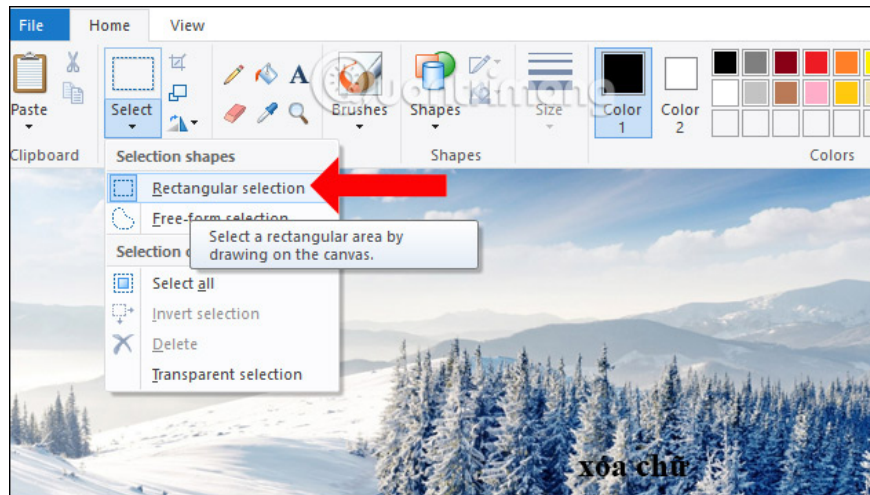 File Home View
@uantrimang
Paste Select Brushes Shapes Size Color 1 Color 2
Clipboard Shapes Colors
Selection shapes
Rectangular selection
Free-form selection
Select a rectangular area by
drawing on the canvas.
Selection o
Select all
Invert selection
Delete
Transparent selection
xóa chữ